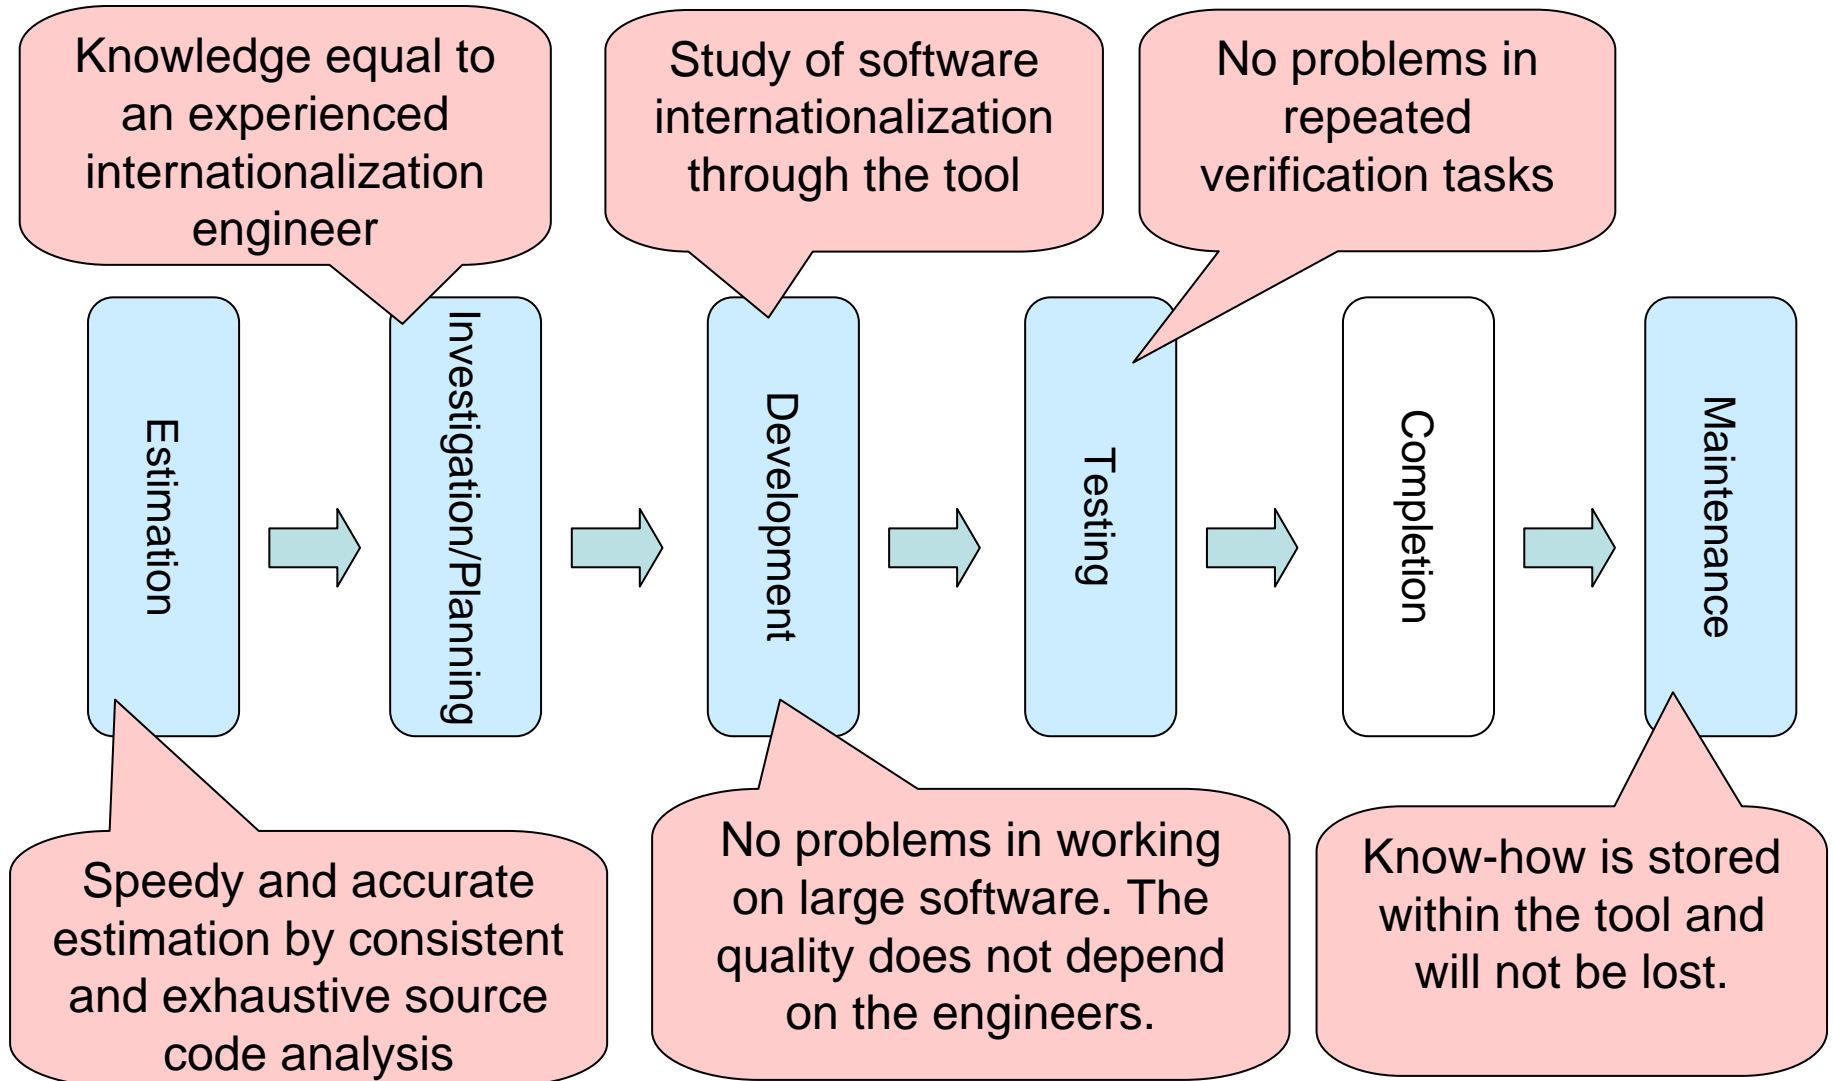 Knowledge equal to
an experienced
internationalization
engineer
Study of software
internationalization
through the tool
No problems in
repeated
verification tasks
Estimation
Investigation/Planning
Development
Testing
Completion
Maintenance
Speedy and accurate
estimation by consistent
and exhaustive source
code analysis
No problems in working
on large software. The
quality does not depend
on the engineers.
Know-how is stored
within the tool and
will not be lost.